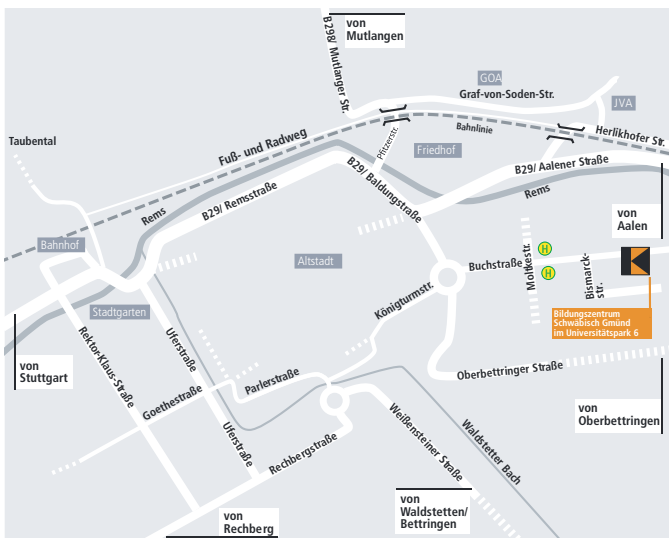 von
Mutlangen
B298/ Mutlanger Str.
GOA
Graf-von-Soden-Str.
JVA
Taubental
Fuß- und Radweg
Pfitzerstr.
Bahnlinie
Herlikhofer Str.
Friedhof
B29/ Aalener Straße
B29/ Baldungstraße
B29/ Remsstraße
Rems
Rems
von
Aalen
Bahnhof
Altstadt
Buchstraße
Moltkestr.
H
H
Bismarck-
str.
Stadtgarten
Königturmstr.
Bildungszentrum
Schwäbisch Gmünd
im Universitätspark 6
von
Stuttgart
Rektor-Klaus-Straße
Uferstraße
Goethestraße
Parlerstraße
Oberbettringer Straße
von
Oberbettringen
Uferstraße
Rechbergstraße
Weißensteiner Straße
Waldstetter Bach
von
Rechberg
von
Waldstetten/
Bettringen